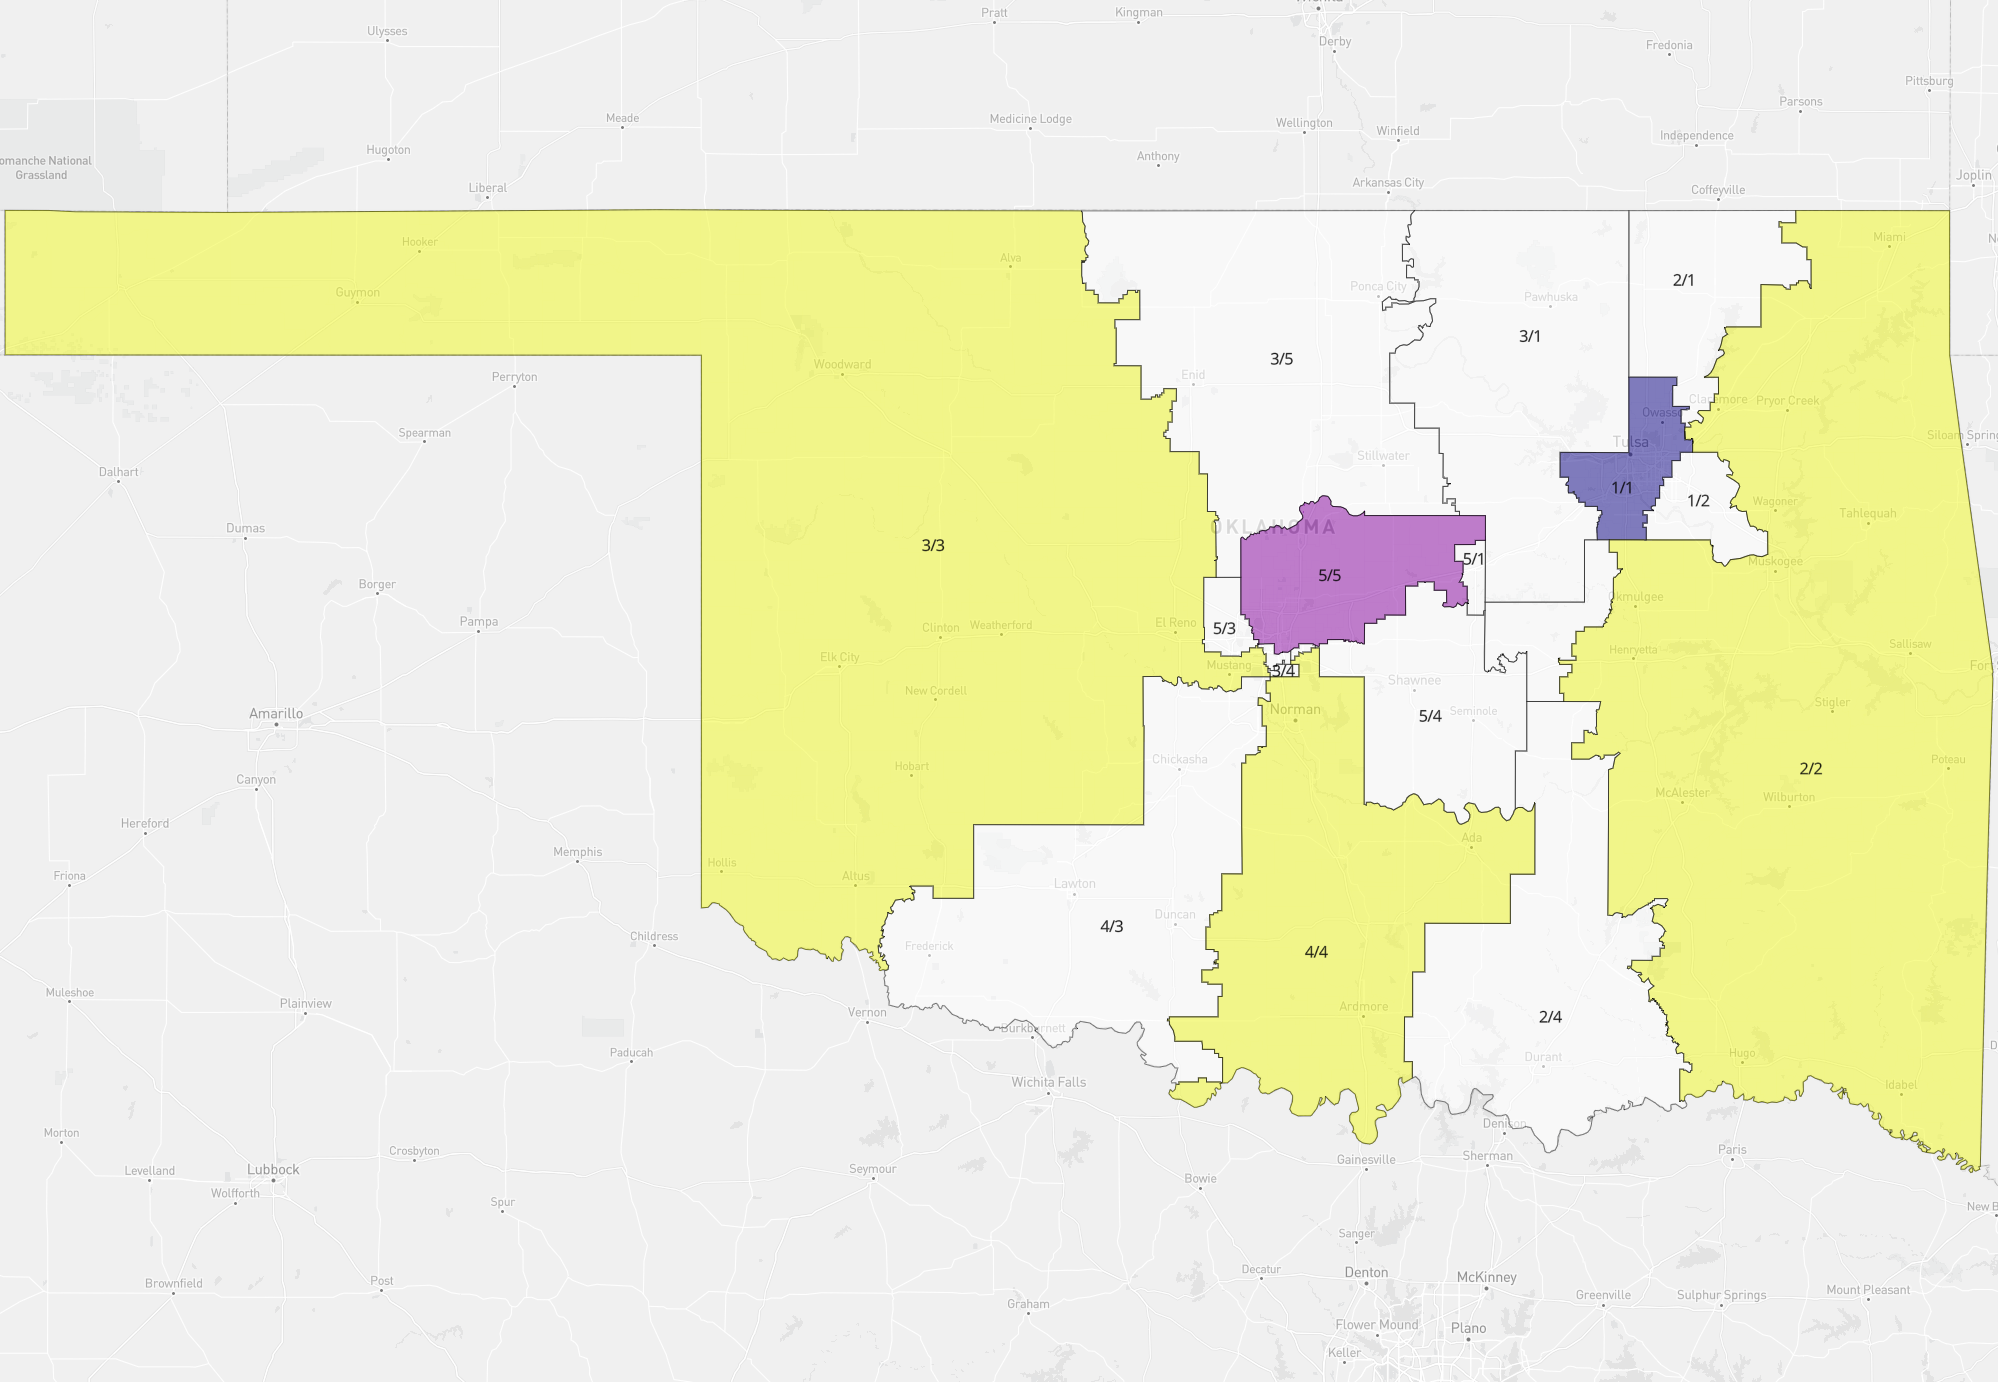 Pratt
Kingman
Ulysses
Derby
Fredonia
Pittsburg
Parsons
Meade
Medicine Lodge
Wellington
Winfield
Independence
Hugoton
Anthony
omanche National
Grassland
Liberal
Arkansas City
Coffeyville
Joplin
Hooker
Miami
Alva
2/1
Guymon
Ponca City
Pawhuska
3/1
3/5
Woodward
Enid
Perryton
Claremore
Pryor Creek
Owasso
Spearman
Tulsa
Siloam Spring
Stillwater
Dalhart
1/1
1/2
Wagoner
Tahlequah
Dumas
OKLAHOMA
3/3
5/1
Muskogee
5/5
Borger
Okmulgee
Pampa
Clinton
Weatherford
El Reno
5/3
Sallisaw
Henryetta
Elk City
Mustang
3/4
Shawnee
New Cordell
Norman
5/4
Seminole
Stigler
Amarillo
Chickasha
Poteau
Hobart
2/2
Canyon
McAlester
Wilburton
Hereford
Ada
Memphis
Hollis
Altus
Friona
Lawton
Duncan
4/3
Childress
Frederick
4/4
Muleshoe
Plainview
Vernon
Ardmore
2/4
Burkburnett
Paducah
Durant
Hugo
Wichita Falls
Idabel
Morton
Denison
Crosbyton
Paris
Levelland
Lubbock
Seymour
Gainesville
Sherman
Bowie
Wolfforth
Spur
New B
Sanger
Decatur
Denton
McKinney
Brownfield
Post
Greenville
Sulphur Springs
Mount Pleasant
Graham
Flower Mound
Plano
Keller